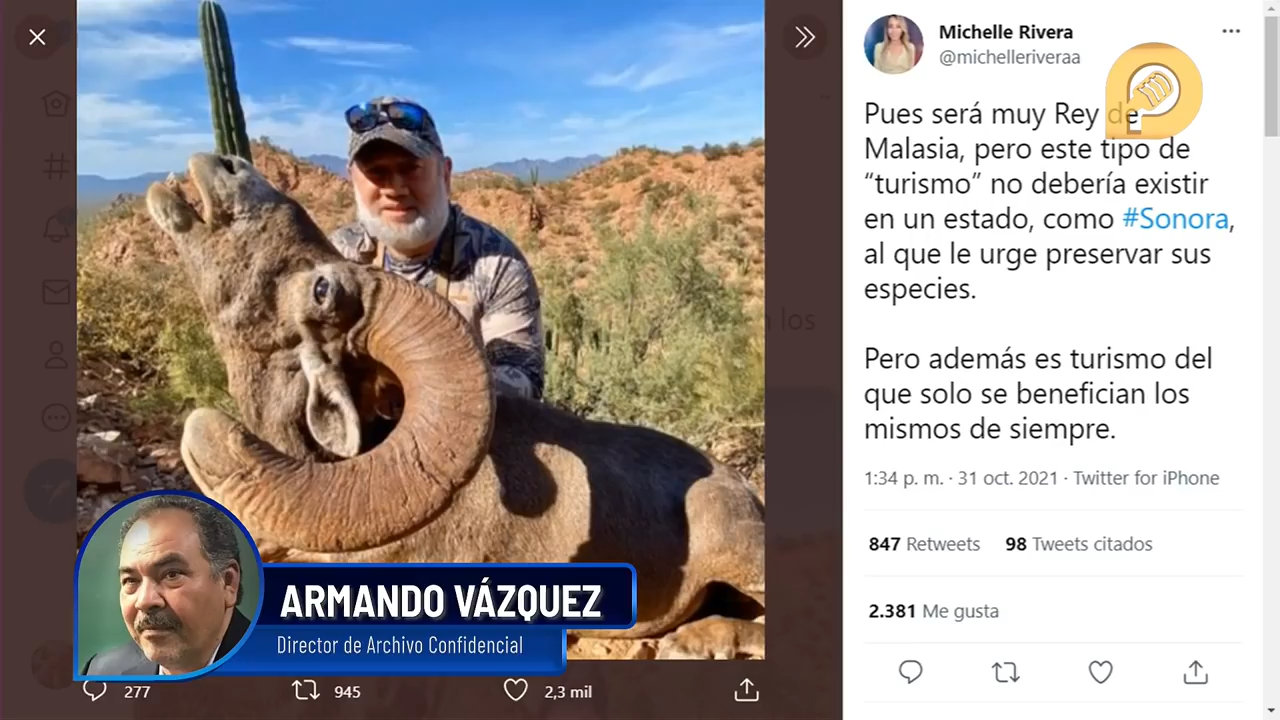 Michelle Rivera
@michelleriveraa
Pues será muy Rey de
Malasia, pero este tipo de
“turismo” no debería existir
en un estado, como #Sonora,
al que le urge preservar sus
especies.
Pero además es turismo del
que solo se benefician los
mismos de siempre.
1:34 p. m. · 31 oct. 2021 · Twitter for iPhone
847 Retweets 98 Tweets citados
2.381 Me gusta
los
ARMANDO VÁZQUEZ
Director de Archivo Confidencial
277 945 2,3 mil